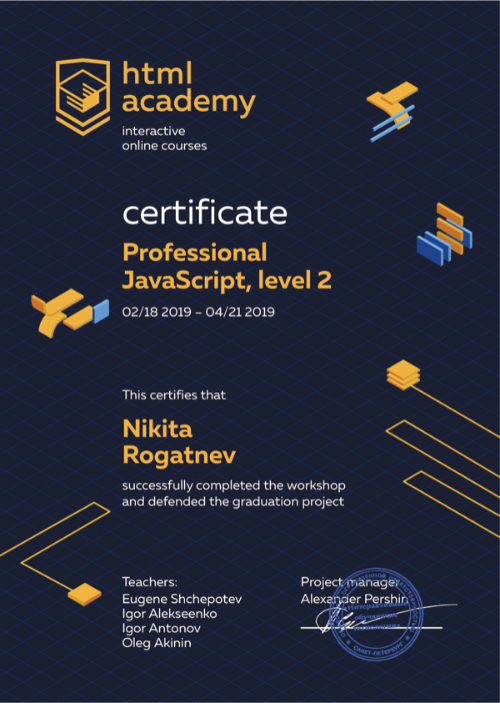 html
academy
interactive
online courses
certificate
Professional
JavaScript, level 2
02/18 2019 – 04/21 2019
This certifies that
Nikita
Rogatnev
successfully completed the workshop
and defended the graduation project
Teachers:
Eugene Shchepotev
Igor Alekseenko
Igor Antonov
Oleg Akinin
Project manager
Alexander Pershin
САНКТ-ПЕТЕРБУРГ